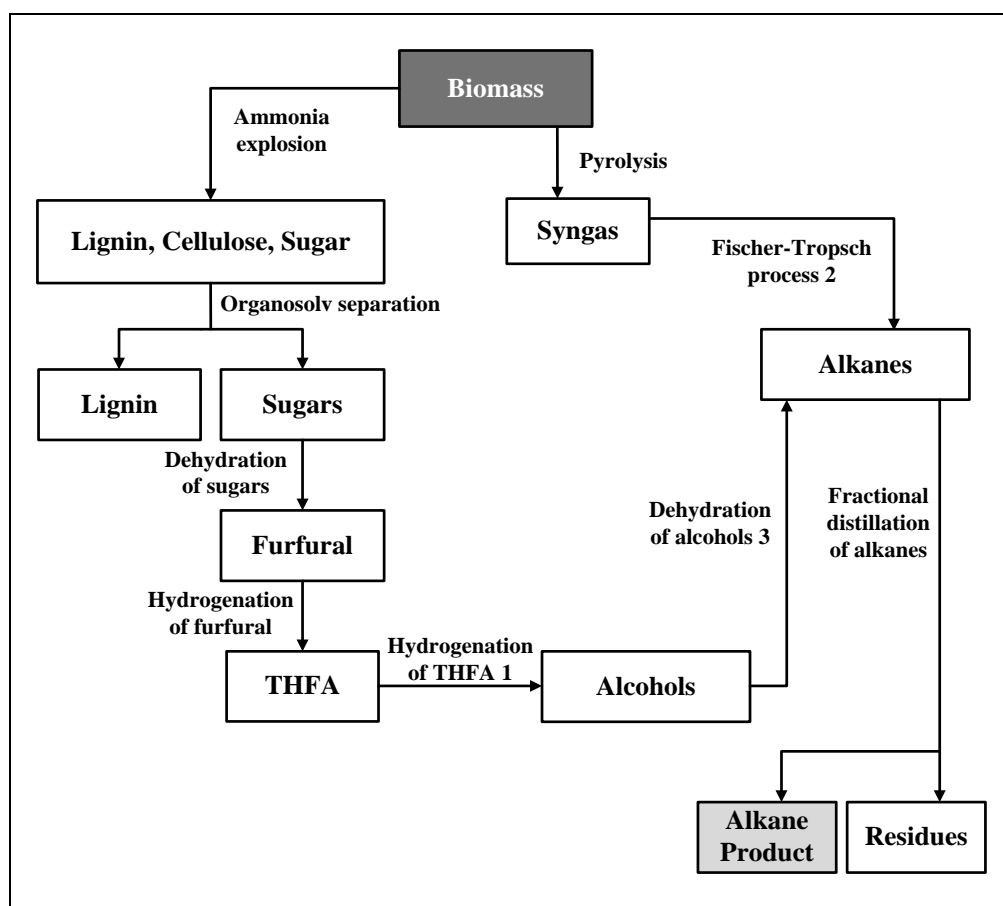 Biomass
Ammonia
explosion
Pyrolysis
Lignin, Cellulose, Sugar
Syngas
Fischer-Tropsch
process 2
Organosolv separation
Lignin
Sugars
Alkanes
Dehydration
of sugars
Furfural
Dehydration
of alcohols 3
Fractional
distillation
of alkanes
Hydrogenation
of furfural
THFA
Hydrogenation
of THFA 1
Alcohols
Alkane
Product
Residues